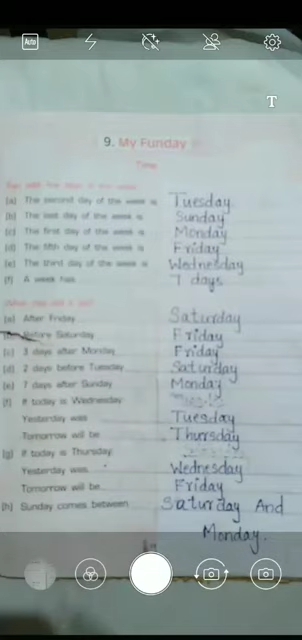 Auto
T
9. My Funday
Time
(a) The second day of the week is Tuesday
(b) The last day of the week is Sunday
(c) The first day of the week is Monday
(d) The fifth day of the week is Friday
(e) The third day of the week is Wednesday
(f) A week has 7 days
(a) After Friday Saturday
Before Saturday Friday
(c) 3 days after Monday Friday
(d) 2 days before Tuesday Saturday
(e) 7 days after Sunday Monday
(f) If today is Wednesday
Yesterday was Tuesday
Tomorrow will be Thursday
(g) If today is Thursday
Yesterday was Wednesday
Tomorrow will be Friday
(h) Sunday comes between Saturday And
Monday.